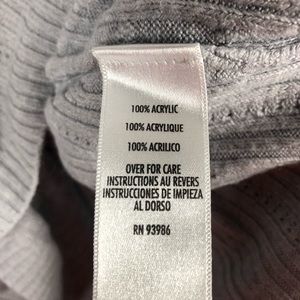 100% ACRYLIC
100% ACRYLIQUE
100% ACRILICO
OVER FOR CARE
INSTRUCTIONS AU REVERS
INSTRUCCIONES DE IMPIEZA
AL DORSO
RN 93986